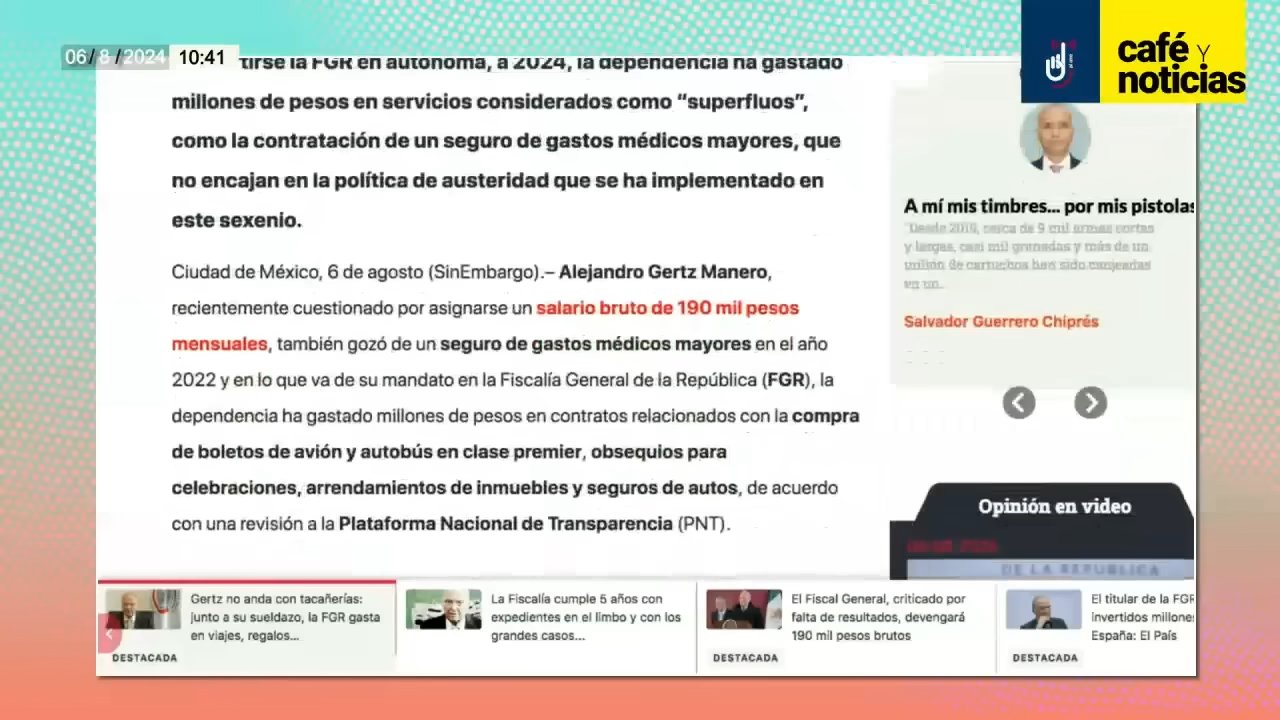 06/8/2024 10:41
café Y
noticias
tirse la FGR en autónoma, a 2024, la dependencia ha gastado
millones de pesos en servicios considerados como “superfluos”,
como la contratación de un seguro de gastos médicos mayores, que
no encajan en la política de austeridad que se ha implementado en
este sexenio.
Ciudad de México, 6 de agosto (SinEmbargo).– Alejandro Gertz Manero,
recientemente cuestionado por asignarse un salario bruto de 190 mil pesos
mensuales, también gozó de un seguro de gastos médicos mayores en el año
2022 y en lo que va de su mandato en la Fiscalía General de la República (FGR), la
dependencia ha gastado millones de pesos en contratos relacionados con la compra
de boletos de avión y autobús en clase premier, obsequios para
celebraciones, arrendamientos de inmuebles y seguros de autos, de acuerdo
con una revisión a la Plataforma Nacional de Transparencia (PNT).
A mí mis timbres... por mis pistolas
"Desde 2019, cerca de 9 mil armas cortas
y largas, casi mil granadas y más de un
millón de cartuchos han sido canjeadas
en un...
Salvador Guerrero Chiprés
Opinión en video
DE LA REPÚBLICA
Gertz no anda con tacañerías:
junto a su sueldazo, la FGR gasta
en viajes, regalos...
DESTACADA
La Fiscalía cumple 5 años con
expedientes en el limbo y con los
grandes casos...
El Fiscal General, criticado por
falta de resultados, devengará
190 mil pesos brutos
DESTACADA
El titular de la FGR
invertidos millone
España: El País
DESTACADA